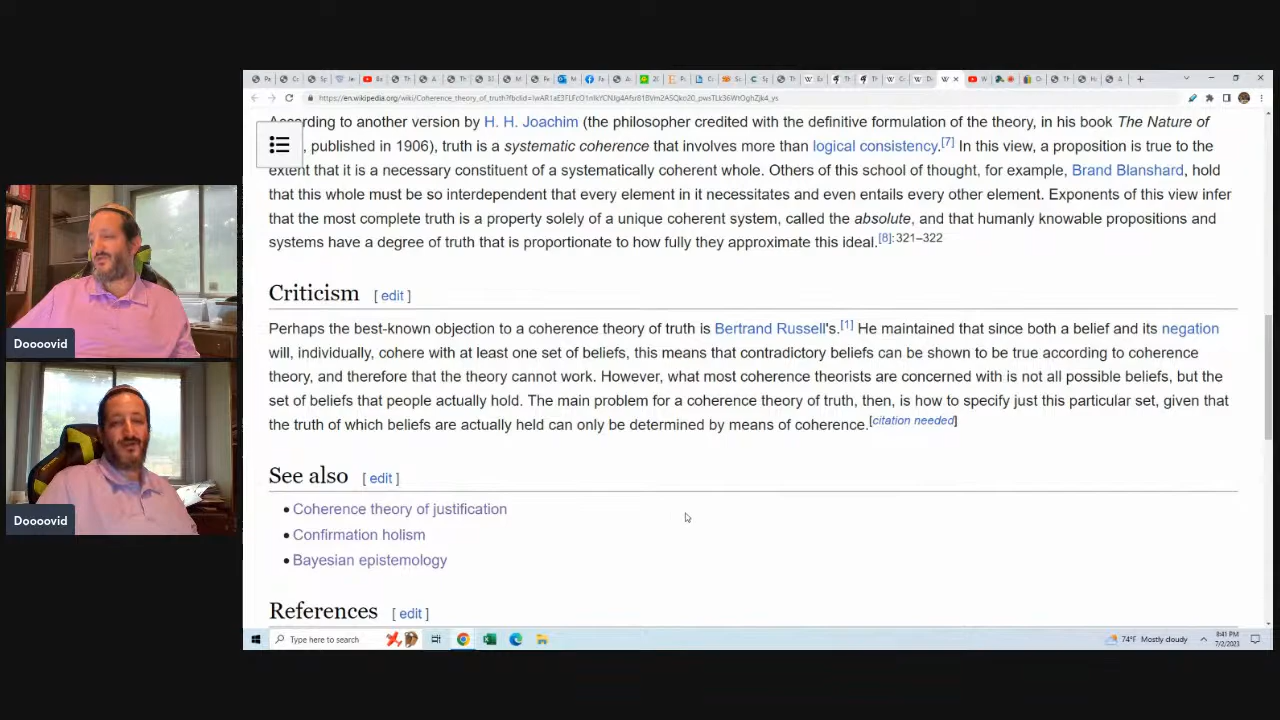 https://en.wikipedia.org/wiki/Coherence_theory_of_truth?fbclid=
According to another version by H. H. Joachim (the philosopher credited with the definitive formulation of the theory, in his book The Nature of
, published in 1906), truth is a systematic coherence that involves more than logical consistency.[7] In this view, a proposition is true to the
extent that it is a necessary constituent of a systematically coherent whole. Others of this school of thought, for example, Brand Blanshard, hold
that this whole must be so interdependent that every element in it necessitates and even entails every other element. Exponents of this view infer
that the most complete truth is a property solely of a unique coherent system, called the absolute, and that humanly knowable propositions and
systems have a degree of truth that is proportionate to how fully they approximate this ideal.[8]:321–322
Criticism [ edit ]
Perhaps the best-known objection to a coherence theory of truth is Bertrand Russell's.[1] He maintained that since both a belief and its negation
will, individually, cohere with at least one set of beliefs, this means that contradictory beliefs can be shown to be true according to coherence
theory, and therefore that the theory cannot work. However, what most coherence theorists are concerned with is not all possible beliefs, but the
set of beliefs that people actually hold. The main problem for a coherence theory of truth, then, is how to specify just this particular set, given that
the truth of which beliefs are actually held can only be determined by means of coherence.[citation needed]
See also [ edit ]
• Coherence theory of justification
• Confirmation holism
• Bayesian epistemology
References [ edit ]
Type here to search
74°F Mostly cloudy
8:41 PM
7/2/2023
Doooovid
Doooovid